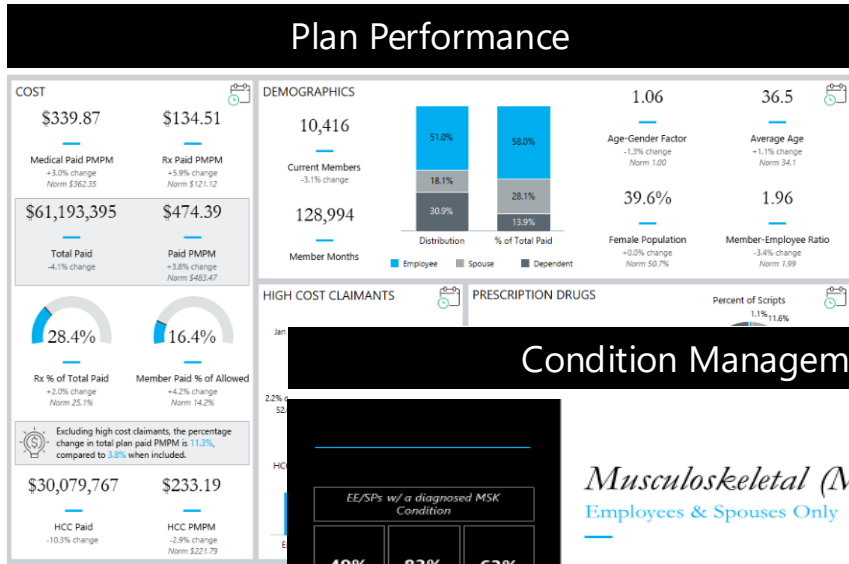 Plan Performance
COST
$339.87
Medical Paid PMPM
+3.0% change
Norm $362.35
$134.51
Rx Paid PMPM
+5.9% change
Norm $121.12
$61,193,395
Total Paid
-4.1% change
$474.39
Paid PMPM
+3.8% change
Norm $483.47
28.4%
Rx % of Total Paid
+2.0% change
Norm 25.1%
16.4%
Member Paid % of Allowed
+4.2% change
Norm 14.2%
Excluding high cost claimants, the percentage
change in total plan paid PMPM is 11.3%,
compared to 3.8% when included.
$30,079,767
HCC Paid
-10.3% change
$233.19
HCC PMPM
-2.9% change
Norm $221.79
DEMOGRAPHICS
10,416
Current Members
-3.1% change
128,994
Member Months
51.0%
18.1%
30.9%
Distribution
58.0%
28.1%
13.9%
% of Total Paid
Employee
Spouse
Dependent
1.06
Age-Gender Factor
-1.3% change
Norm 1.00
36.5
Average Age
+1.1% change
Norm 34.1
39.6%
Female Population
+0.0% change
Norm 50.7%
1.96
Member-Employee Ratio
-3.4% change
Norm 1.99
HIGH COST CLAIMANTS
Jan
2.2%
52.
HCC
E
PRESCRIPTION DRUGS
Percent of Scripts
1.1%
11.6%
Condition Managem
EE/SPs w/ a diagnosed MSK
Condition
Musculoskeletal (M
Employees & Spouses Only